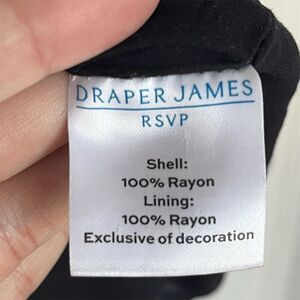 DRAPER JAMES
RSVP
Shell:
100% Rayon
Lining:
100% Rayon
Exclusive of decoration